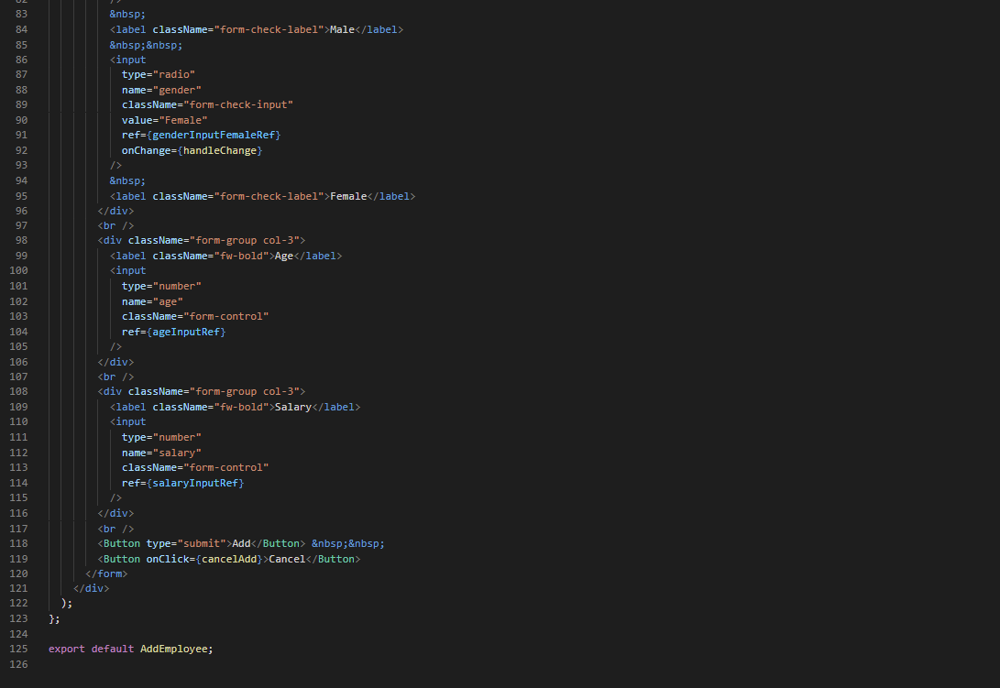 83 &nbsp;
84 <label className="form-check-label">Male</label>
85 &nbsp;&nbsp;
86 <input
87 type="radio"
88 name="gender"
89 className="form-check-input"
90 value="Female"
91 ref={genderInputFemaleRef}
92 onChange={handleChange}
93 />
94 &nbsp;
95 <label className="form-check-label">Female</label>
96 </div>
97 <br />
98 <div className="form-group col-3">
99 <label className="fw-bold">Age</label>
100 <input
101 type="number"
102 name="age"
103 className="form-control"
104 ref={ageInputRef}
105 />
106 </div>
107 <br />
108 <div className="form-group col-3">
109 <label className="fw-bold">Salary</label>
110 <input
111 type="number"
112 name="salary"
113 className="form-control"
114 ref={salaryInputRef}
115 />
116 </div>
117 <br />
118 <Button type="submit">Add</Button> &nbsp;&nbsp;
119 <Button onClick={cancelAdd}>Cancel</Button>
120 </form>
121 </div>
122 );
123 };
124
125 export default AddEmployee;
126